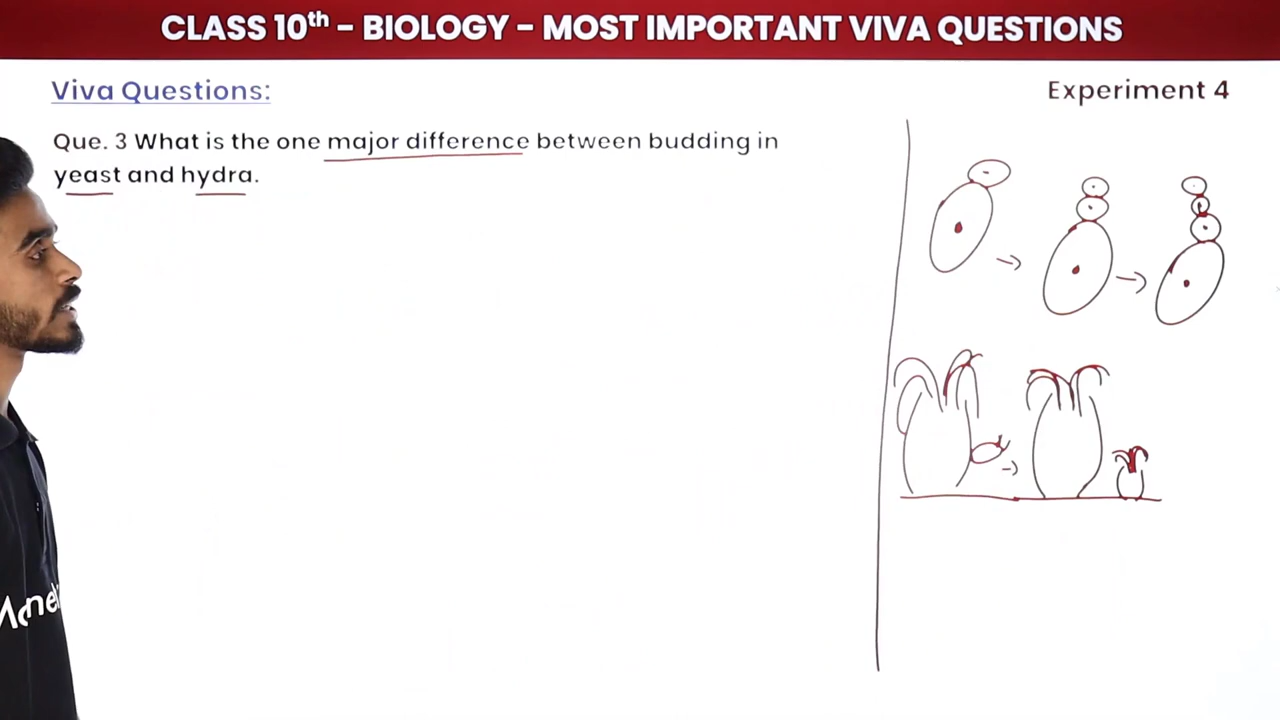 CLASS 10th - BIOLOGY - MOST IMPORTANT VIVA QUESTIONS
Viva Questions:
Experiment 4
Que. 3 What is the one major difference between budding in
yeast and hydra.